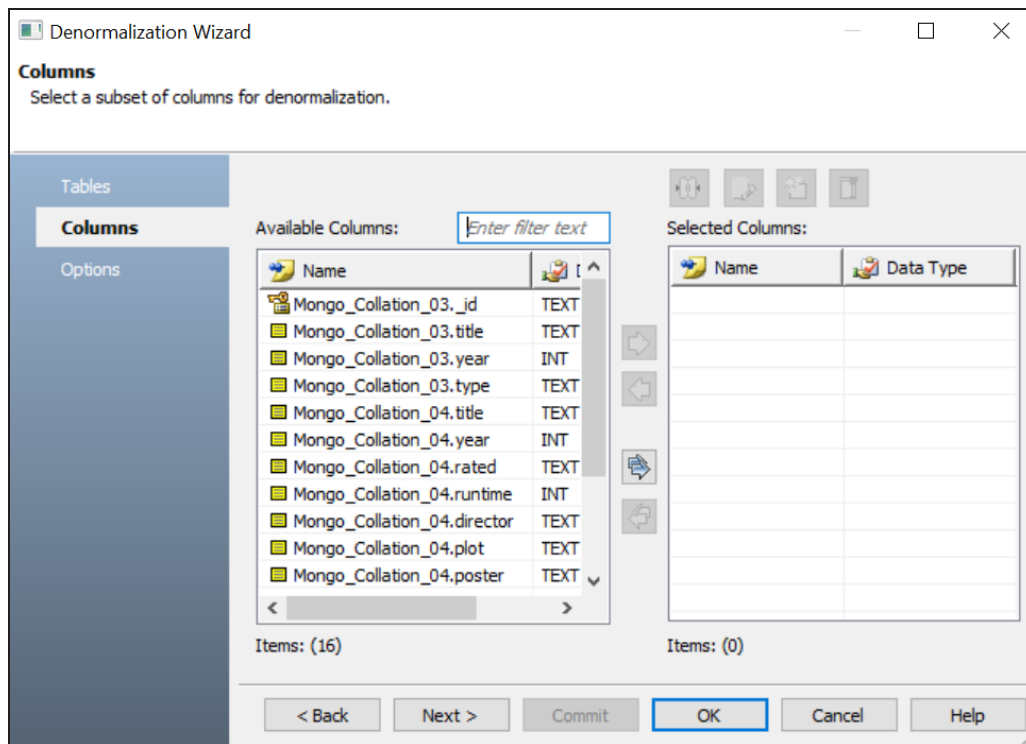 Denormalization Wizard
Columns
Select a subset of columns for denormalization.
Tables
Columns
Options
Available Columns:
Enter filter text
Name
Mongo_Collation_03._id TEXT
Mongo_Collation_03.title TEXT
Mongo_Collation_03.year INT
Mongo_Collation_03.type TEXT
Mongo_Collation_04.title TEXT
Mongo_Collation_04.year INT
Mongo_Collation_04.rated TEXT
Mongo_Collation_04.runtime INT
Mongo_Collation_04.director TEXT
Mongo_Collation_04.plot TEXT
Mongo_Collation_04.poster TEXT
Items: (16)
Selected Columns:
Name Data Type
Items: (0)
< Back Next > Commit OK Cancel Help